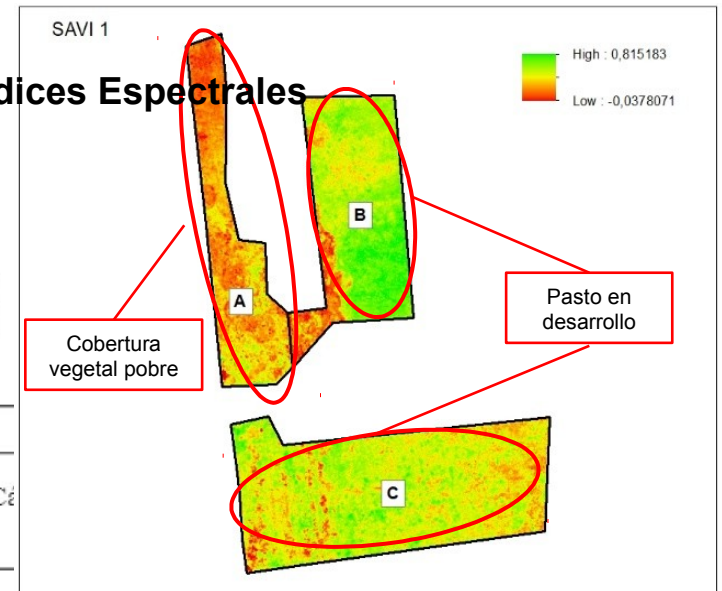 SAVI 1
High : 0,815183
dices Espectrales
Low : -0,0378071
B
A
Pasto en
desarrollo
Cobertura
vegetal pobre
C